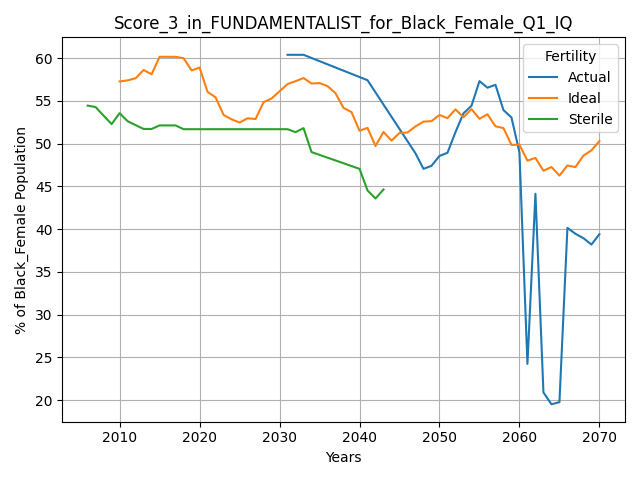 Score_3_in_FUNDAMENTALIST_for_Black_Female_Q1_IQ
% of Black_Female Population
60
55
50
45
40
35
30
25
20
Fertility
Actual
Ideal
Sterile
2010 2020 2030 2040 2050 2060 2070
Years